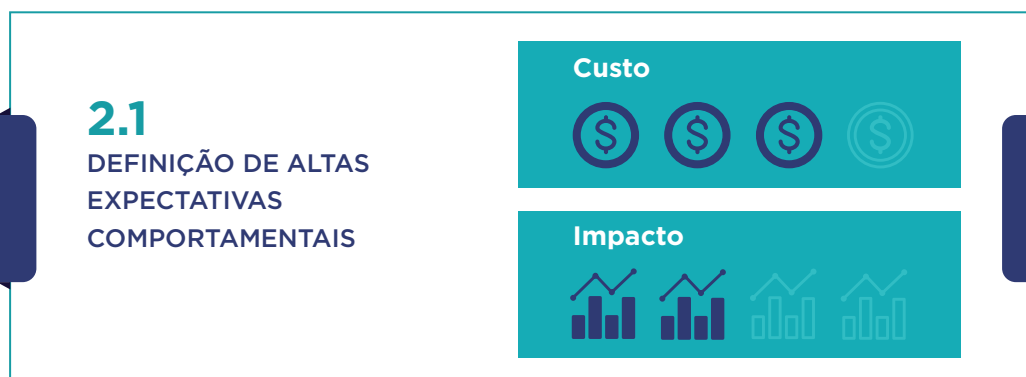 2.1
DEFINIÇÃO DE ALTAS
EXPECTATIVAS
COMPORTAMENTAIS
Custo
$ $ $ $
Impacto